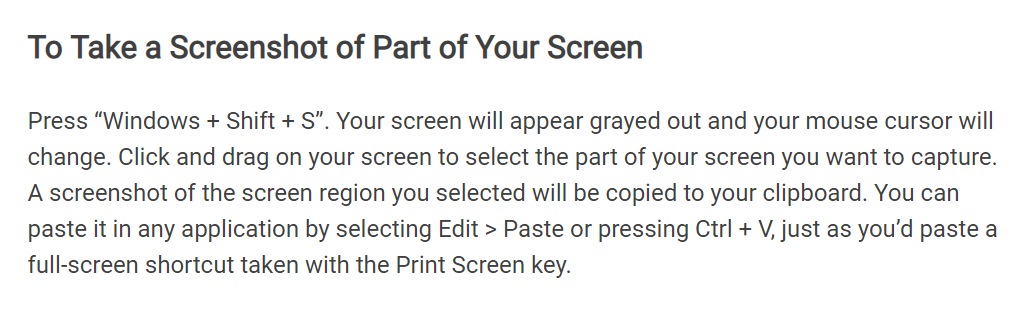 To Take a Screenshot of Part of Your Screen
Press “Windows + Shift + S”. Your screen will appear grayed out and your mouse cursor will
change. Click and drag on your screen to select the part of your screen you want to capture.
A screenshot of the screen region you selected will be copied to your clipboard. You can
paste it in any application by selecting Edit > Paste or pressing Ctrl + V, just as you’d paste a
full-screen shortcut taken with the Print Screen key.